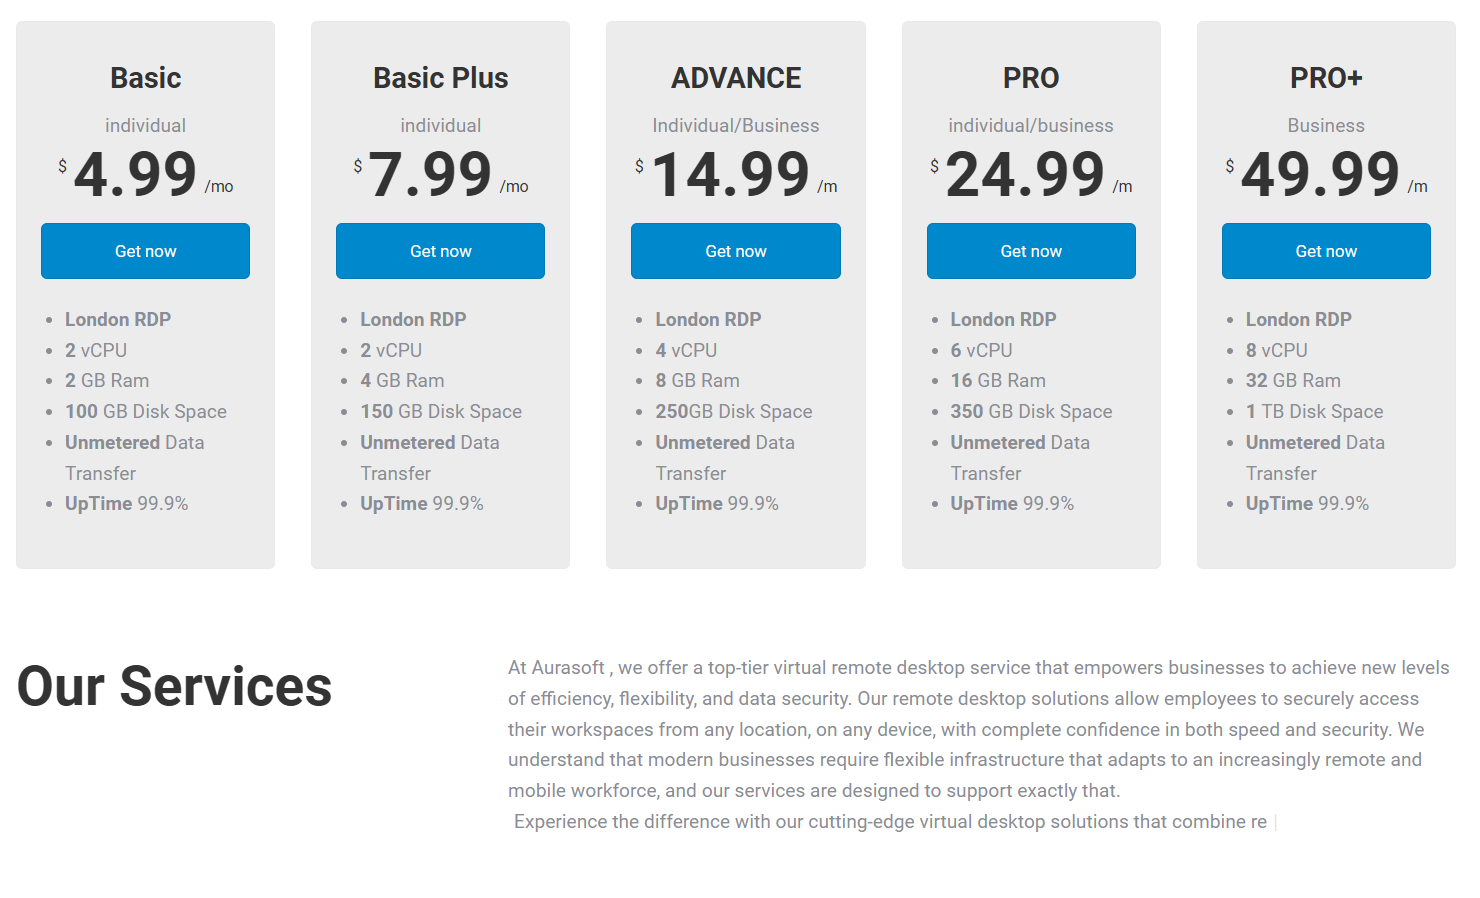 Basic
individual
$ 4.99 /mo
Get now
London RDP
2 vCPU
2 GB Ram
100 GB Disk Space
Unmetered Data
Transfer
UpTime 99.9%
Basic Plus
individual
$ 7.99 /mo
Get now
London RDP
2 vCPU
4 GB Ram
150 GB Disk Space
Unmetered Data
Transfer
UpTime 99.9%
ADVANCE
Individual/Business
$ 14.99 /m
Get now
London RDP
4 vCPU
8 GB Ram
250GB Disk Space
Unmetered Data
Transfer
UpTime 99.9%
PRO
individual/business
$ 24.99 /m
Get now
London RDP
6 vCPU
16 GB Ram
350 GB Disk Space
Unmetered Data
Transfer
UpTime 99.9%
PRO+
Business
$ 49.99 /m
Get now
London RDP
8 vCPU
32 GB Ram
1 TB Disk Space
Unmetered Data
Transfer
UpTime 99.9%
Our Services
At Aurasoft , we offer a top-tier virtual remote desktop service that empowers businesses to achieve new levels
of efficiency, flexibility, and data security. Our remote desktop solutions allow employees to securely access
their workspaces from any location, on any device, with complete confidence in both speed and security. We
understand that modern businesses require flexible infrastructure that adapts to an increasingly remote and
mobile workforce, and our services are designed to support exactly that.
Experience the difference with our cutting-edge virtual desktop solutions that combine re